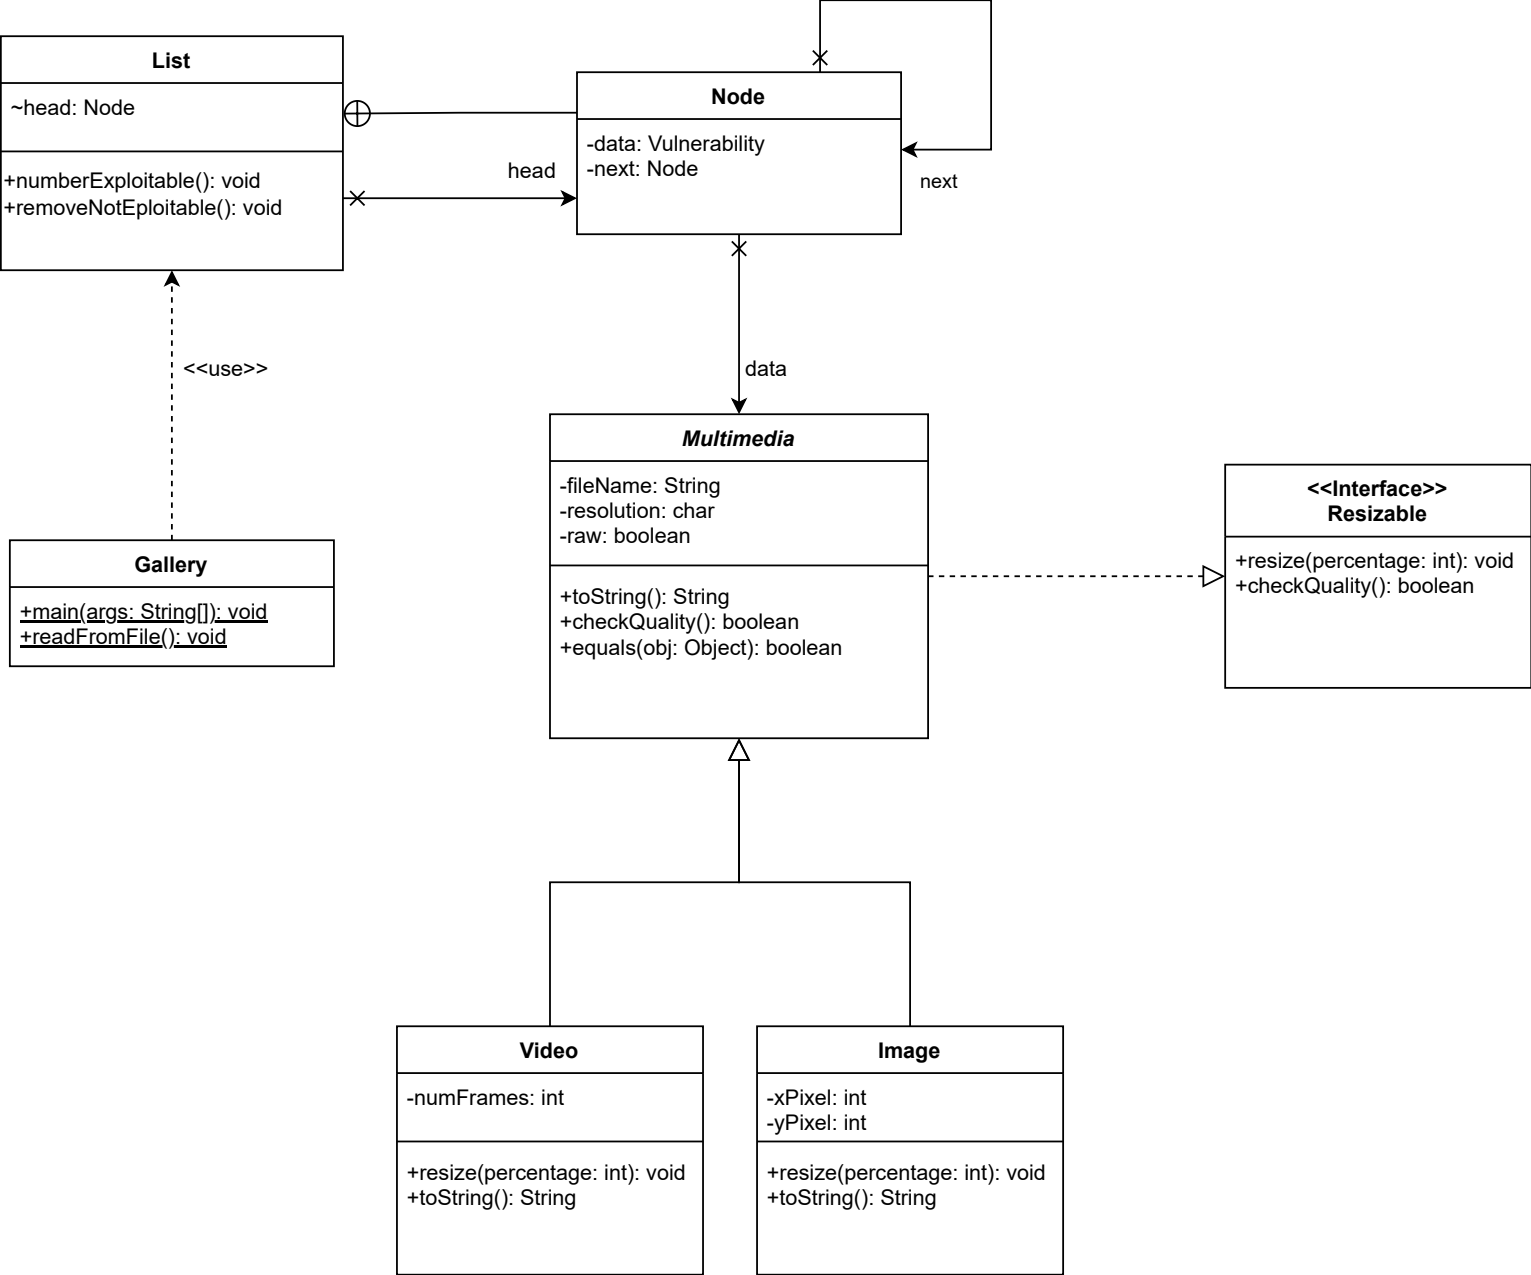 List
~head: Node
+numberExploitable(): void
+removeNotEploitable(): void
head
Node
-data: Vulnerability
-next: Node
next
<<use>>
data
Gallery
+main(args: String[]): void
+readFromFile(): void
Multimedia
-fileName: String
-resolution: char
-raw: boolean
+toString(): String
+checkQuality(): boolean
+equals(obj: Object): boolean
<<Interface>>
Resizable
+resize(percentage: int): void
+checkQuality(): boolean
Video
-numFrames: int
+resize(percentage: int): void
+toString(): String
Image
-xPixel: int
-yPixel: int
+resize(percentage: int): void
+toString(): String